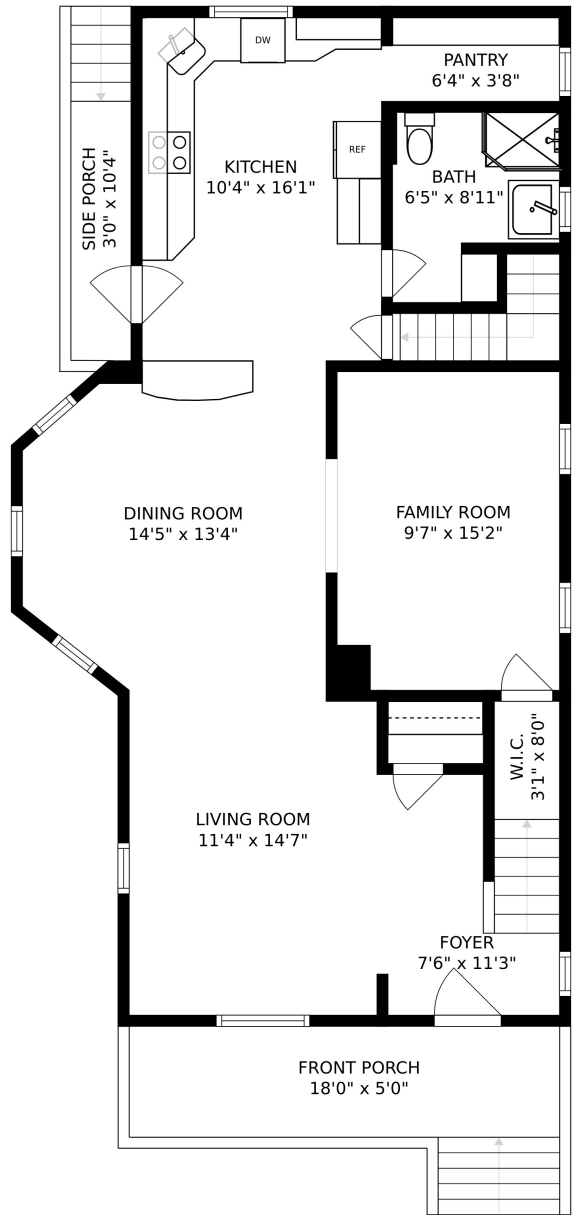 DW
PANTRY
6'4" x 3'8"
REF
KITCHEN
10'4" x 16'1"
BATH
6'5" x 8'11"
SIDE PORCH
3'0" x 10'4"
DINING ROOM
14'5" x 13'4"
FAMILY ROOM
9'7" x 15'2"
W.I.C.
3'1" x 8'0"
LIVING ROOM
11'4" x 14'7"
FOYER
7'6" x 11'3"
FRONT PORCH
18'0" x 5'0"